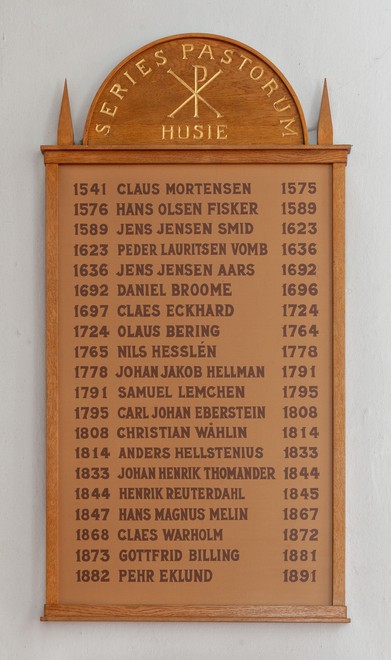 SERIES PASTORUM
HUSIE
1541 CLAUS MORTENSEN 1575
1576 HANS OLSEN FISKER 1589
1589 JENS JENSEN SMID 1623
1623 PEDER LAURITSEN VOMB 1636
1636 JENS JENSEN AARS 1692
1692 DANIEL BROOME 1696
1697 CLAES ECKHARD 1724
1724 OLAUS BERING 1764
1765 NILS HESSLÉN 1778
1778 JOHAN JAKOB HELLMAN 1791
1791 SAMUEL LEMCHEN 1795
1795 CARL JOHAN EBERSTEIN 1808
1808 CHRISTIAN WÅHLIN 1814
1814 ANDERS HELLSTENIUS 1833
1833 JOHAN HENRIK THOMANDER 1844
1844 HENRIK REUTERDAHL 1845
1847 HANS MAGNUS MELIN 1867
1868 CLAES WARHOLM 1872
1873 GOTTFRID BILLING 1881
1882 PEHR EKLUND 1891